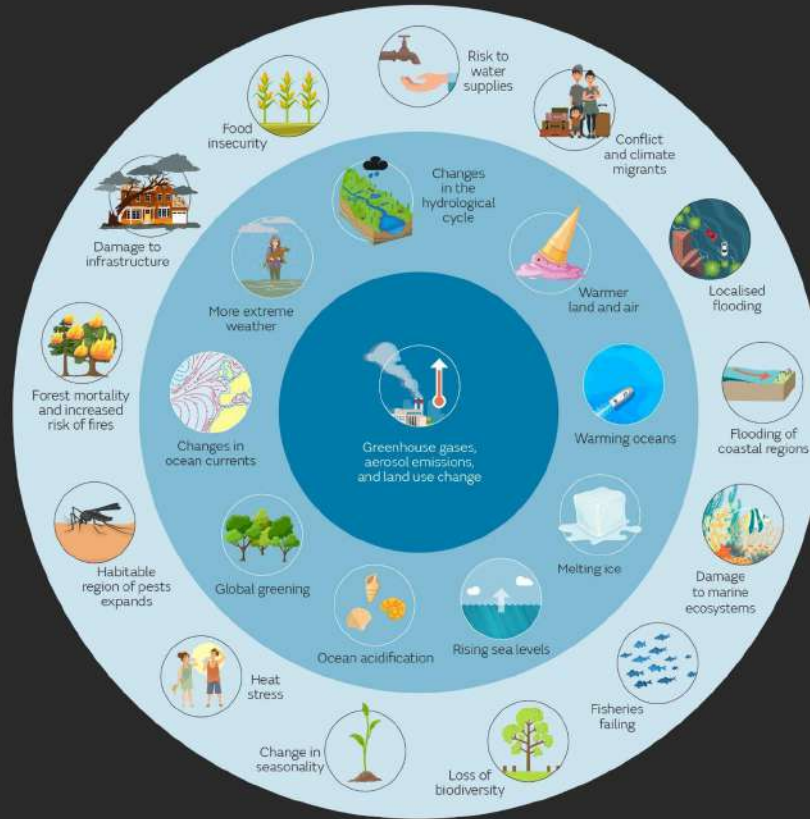 Risk to
water
supplies
Conflict
and climate
migrants
Localised
flooding
Flooding of
coastal regions
Damage
to marine
ecosystems
Fisheries
failing
Loss of
biodiversity
Change in
seasonality
Heat
stress
Habitable
region of pests
expands
Forest mortality
and increased
risk of fires
Damage to
infrastructure
Food
insecurity
Changes
in the
hydrological
cycle
Warmer
land and air
Warming oceans
Melting ice
Rising sea levels
Ocean acidification
Global greening
Changes in
ocean currents
More extreme
weather
Greenhouse gases,
aerosol emissions,
and land use change